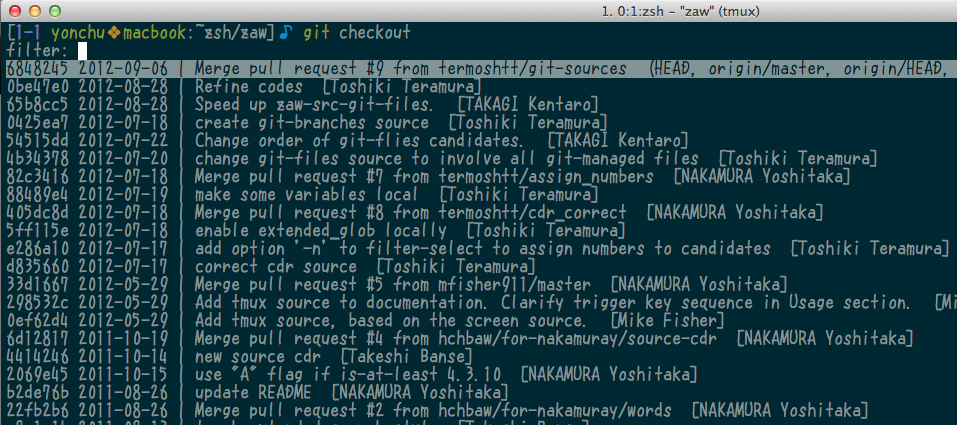 1. 0:1:zsh – "zaw" (tmux)
[1-1 yonchu❖macbook:~zsh/zaw]♪ git checkout
filter:
6848245 2012-09-06 | Merge pull request #9 from termoshtt/git-sources (HEAD, origin/master, origin/HEAD,
0be47e0 2012-08-28 | Refine codes [Toshiki Teramura]
65b8cc5 2012-08-28 | Speed up zaw-src-git-files. [TAKAGI Kentaro]
0425ea7 2012-07-18 | create git-branches source [Toshiki Teramura]
54515dd 2012-07-22 | Change order of git-flies candidates. [TAKAGI Kentaro]
4b34378 2012-07-20 | change git-files source to involve all git-managed files [Toshiki Teramura]
82c3416 2012-07-18 | Merge pull request #7 from termoshtt/assign_numbers [NAKAMURA Yoshitaka]
88489e4 2012-07-19 | make some variables local [Toshiki Teramura]
405dc8d 2012-07-18 | Merge pull request #8 from termoshtt/cdr_correct [NAKAMURA Yoshitaka]
5ff115e 2012-07-18 | enable extended_glob locally [Toshiki Teramura]
e286a10 2012-07-17 | add option '-n' to filter-select to assign numbers to candidates [Toshiki Teramura]
d835660 2012-07-17 | correct cdr source [Toshiki Teramura]
33d1667 2012-05-29 | Merge pull request #5 from mfisher911/master [NAKAMURA Yoshitaka]
298532c 2012-05-29 | Add tmux source to documentation. Clarify trigger key sequence in Usage section. [Mi
0ef62d4 2012-05-29 | Add tmux source, based on the screen source. [Mike Fisher]
6d12817 2011-10-19 | Merge pull request #4 from hchbaw/for-nakamuray/source-cdr [NAKAMURA Yoshitaka]
4414246 2011-10-14 | new source cdr [Takeshi Banse]
2069e45 2011-10-15 | use "A" flag if is-at-least 4.3.10 [NAKAMURA Yoshitaka]
b2de76b 2011-08-26 | update README [NAKAMURA Yoshitaka]
22fb2b6 2011-08-26 | Merge pull request #2 from hchbaw/for-nakamuray/words [NAKAMURA Yoshitaka]